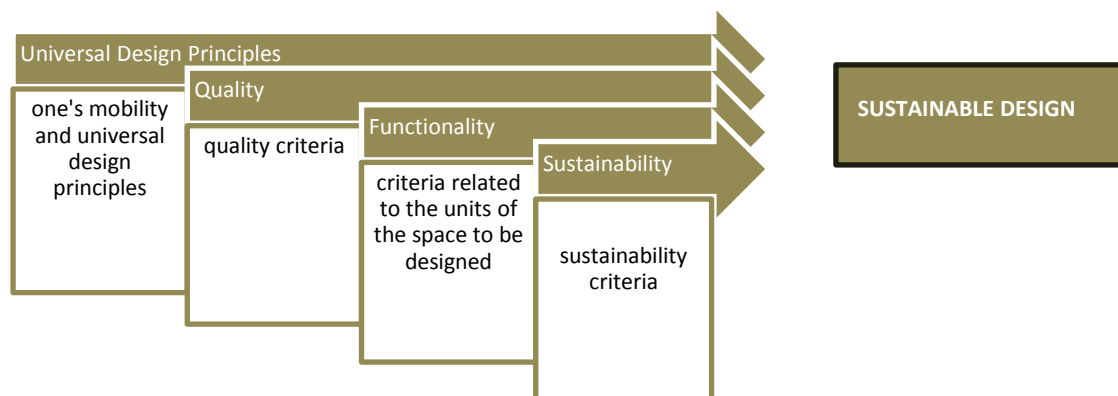 Universal Design Principles
one's mobility
and universal
design
principles
Quality
quality criteria
Functionality
criteria related
to the units of
the space to be
designed
Sustainability
sustainability
criteria
SUSTAINABLE DESIGN